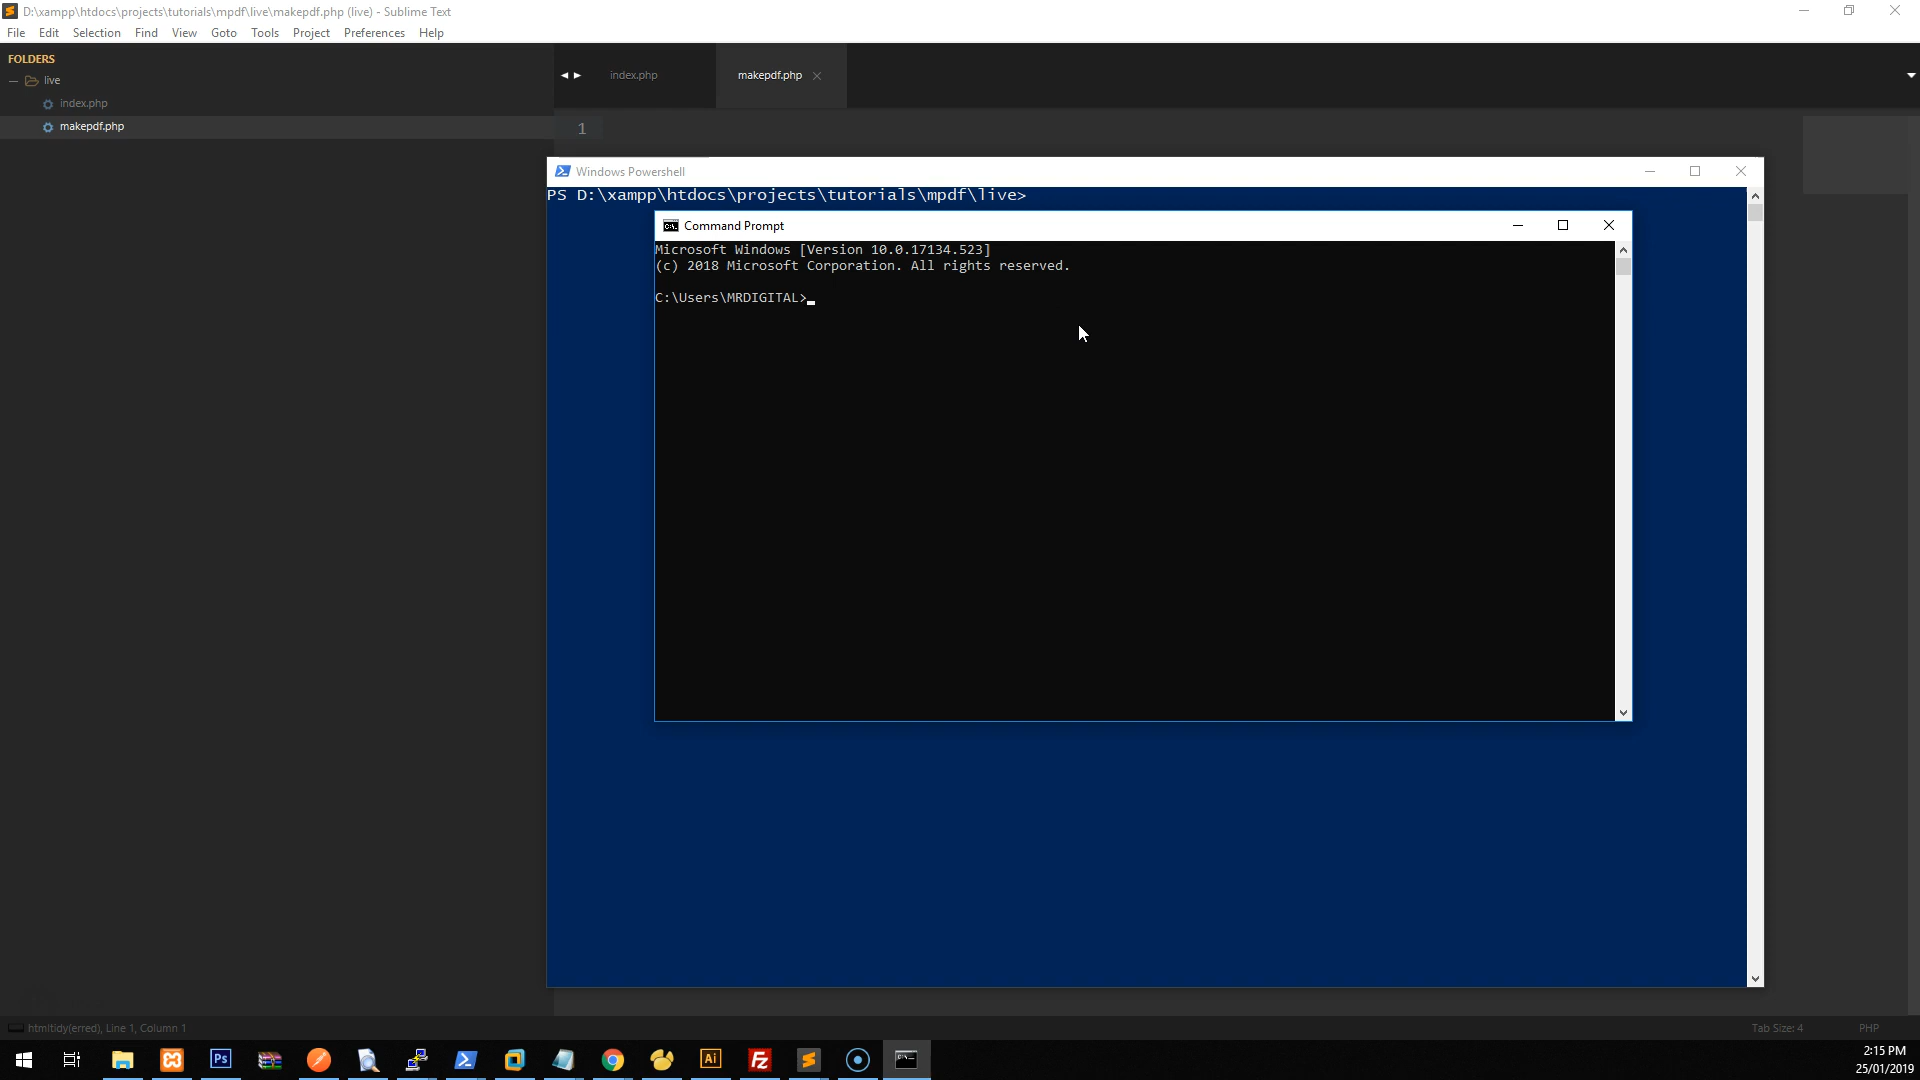 D:\xampp\htdocs\projects\tutorials\mpdf\live\makepdf.php (live) - Sublime Text
File Edit Selection Find View Goto Tools Project Preferences Help
FOLDERS
live
index.php
makepdf.php
index.php
makepdf.php
1
Windows Powershell
PS D:\xampp\htdocs\projects\tutorials\mpdf\live>
Command Prompt
Microsoft Windows [Version 10.0.17134.523]
(c) 2018 Microsoft Corporation. All rights reserved.
C:\Users\MRDIGITAL>_
htmltidy(erred), Line 1, Column 1
Tab Size: 4
PHP
Ps
Ai
Fz
2:15 PM
25/01/2019